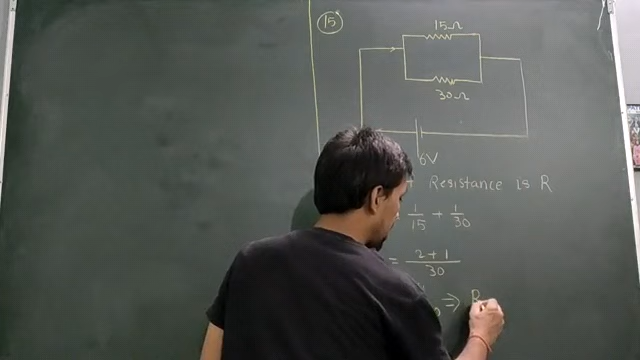 15
15Ω
30Ω
6V
Resistance is R
1/15 + 1/30
= 2+1/30
⇒ R